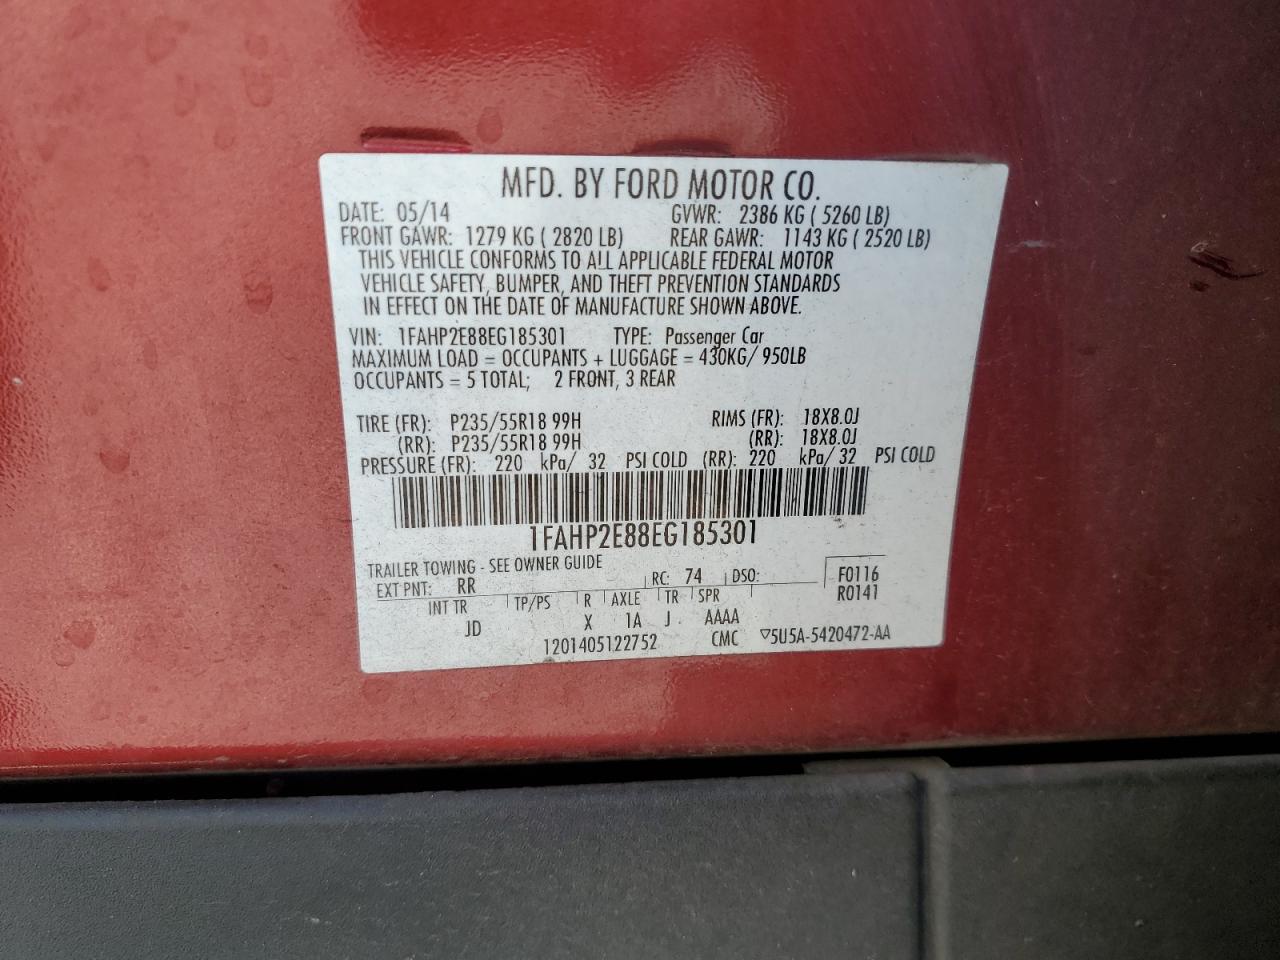 MFD. BY FORD MOTOR CO.
DATE: 05/14 GVWR: 2386 KG ( 5260 LB)
FRONT GAWR: 1279 KG ( 2820 LB) REAR GAWR: 1143 KG ( 2520 LB)
THIS VEHICLE CONFORMS TO ALL APPLICABLE FEDERAL MOTOR
VEHICLE SAFETY, BUMPER, AND THEFT PREVENTION STANDARDS
IN EFFECT ON THE DATE OF MANUFACTURE SHOWN ABOVE.
VIN: 1FAHP2E88EG185301 TYPE: Passenger Car
MAXIMUM LOAD = OCCUPANTS + LUGGAGE = 430KG/ 950LB
OCCUPANTS = 5 TOTAL; 2 FRONT, 3 REAR
TIRE (FR): P235/55R18 99H RIMS (FR): 18X8.0J
(RR): P235/55R18 99H (RR): 18X8.0J
PRESSURE (FR): 220 kPa/ 32 PSI COLD (RR): 220 kPa/ 32 PSI COLD
1FAHP2E88EG185301
TRAILER TOWING - SEE OWNER GUIDE
EXT PNT: RR RC: 74 DSO: F0116
R0141
INT TR TP/PS R AXLE TR SPR
JD X 1A J AAAA
1201405122752 CMC ▽5U5A-5420472-AA